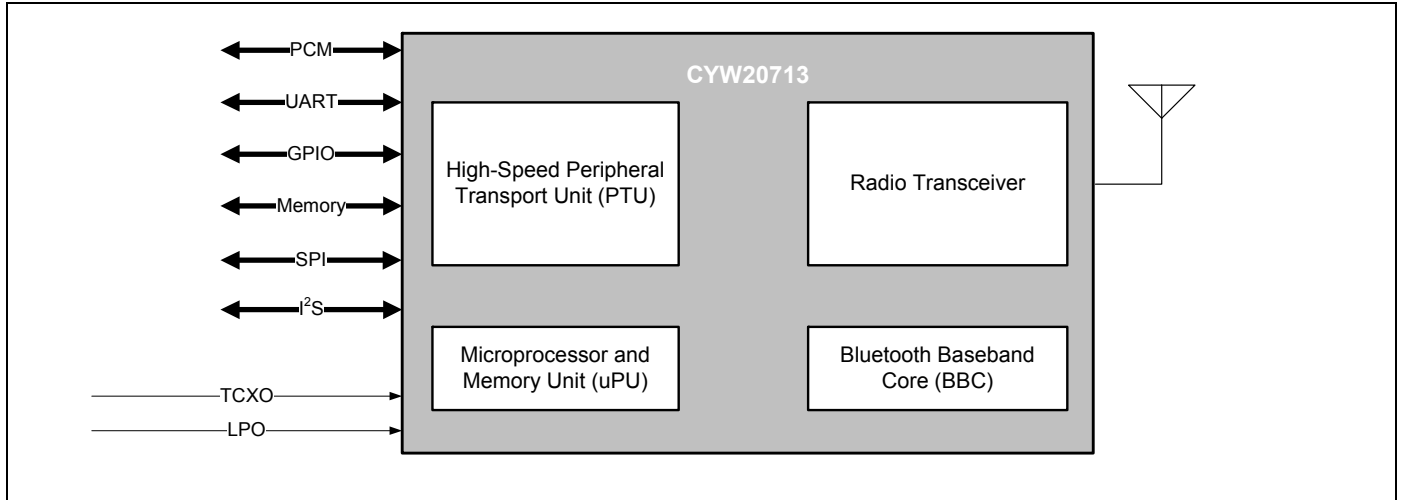 PCM
UART
GPIO
Memory
SPI
I²S
TCXO
LPO
CYW20713
High-Speed Peripheral
Transport Unit (PTU)
Radio Transceiver
Microprocessor and
Memory Unit (uPU)
Bluetooth Baseband
Core (BBC)